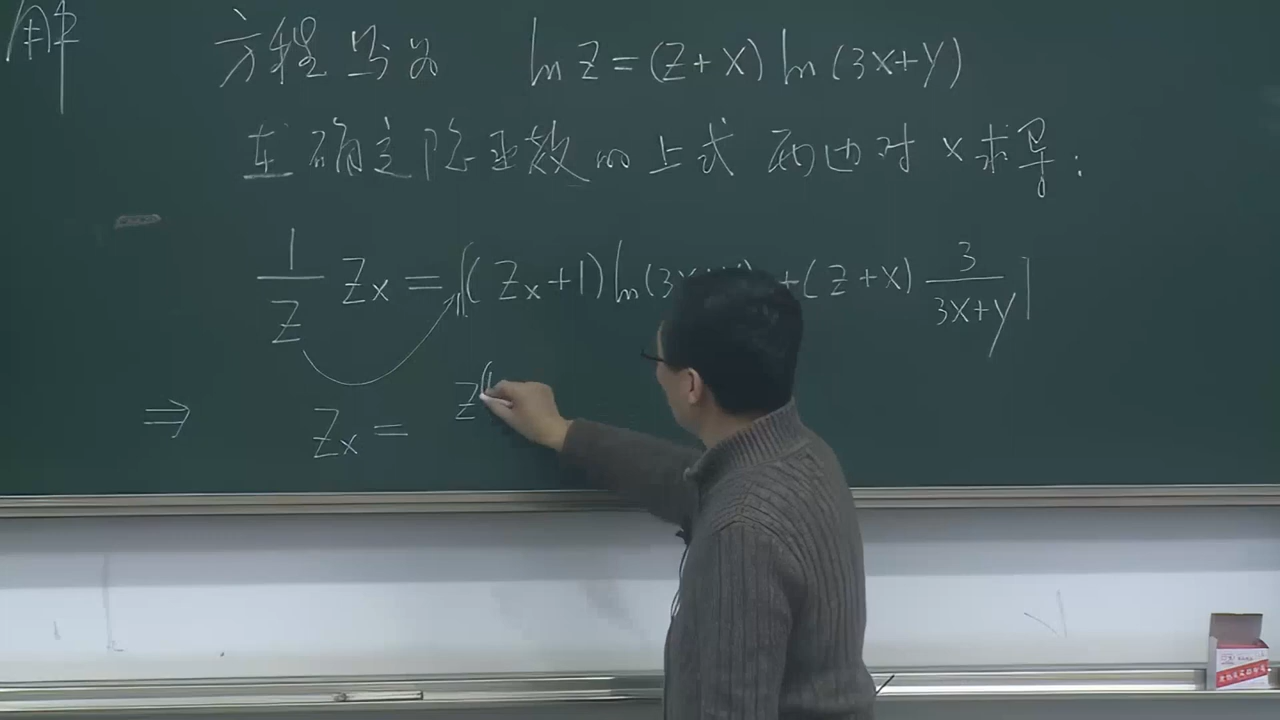 解 方程写为 ln z = (z+x) ln (3x+y)
在确定隐函数的上式两边对 x 求导:
1/z z_x = [(z_x+1) ln (3x+y) + (z+x) 3/(3x+y)]
⇒ z_x = z(